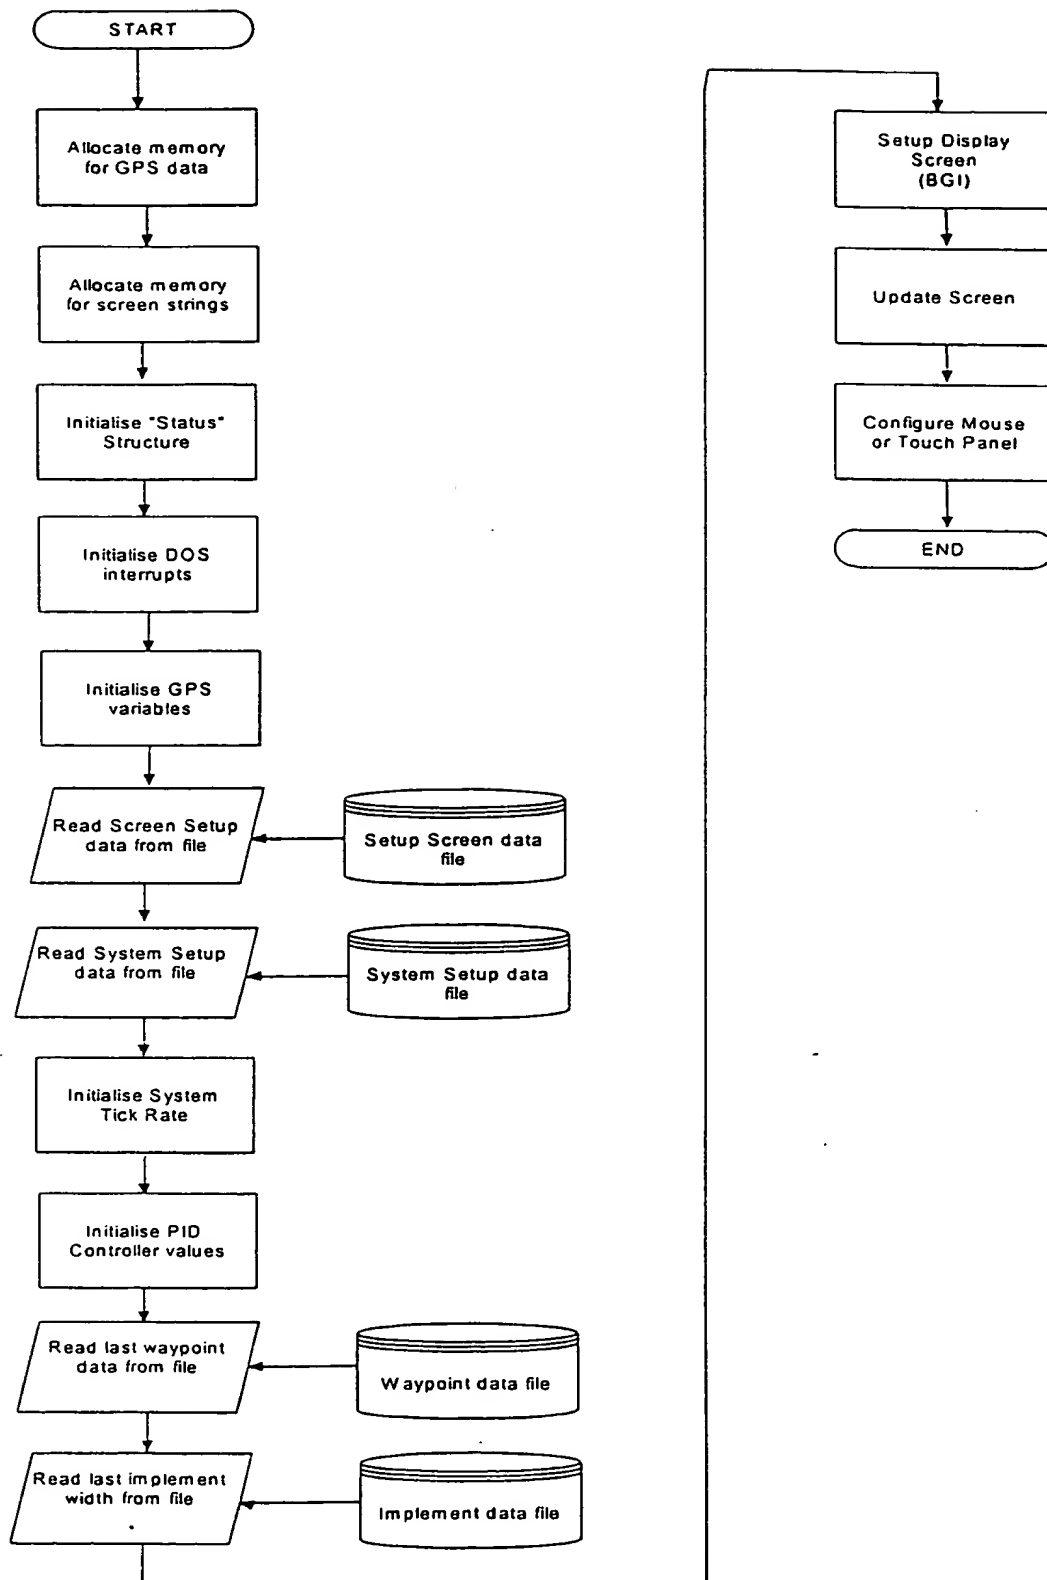 START
Allocate memory
for GPS data
Allocate memory
for screen strings
Initialise "Status"
Structure
Initialise DOS
interrupts
Initialise GPS
variables
Read Screen Setup
data from file
Setup Screen data
file
Read System Setup
data from file
System Setup data
file
Initialise System
Tick Rate
Initialise PID
Controller values
Read last waypoint
data from file
Waypoint data file
Read last implement
width from file
Implement data file
Setup Display
Screen
(BGI)
Update Screen
Configure Mouse
or Touch Panel
END